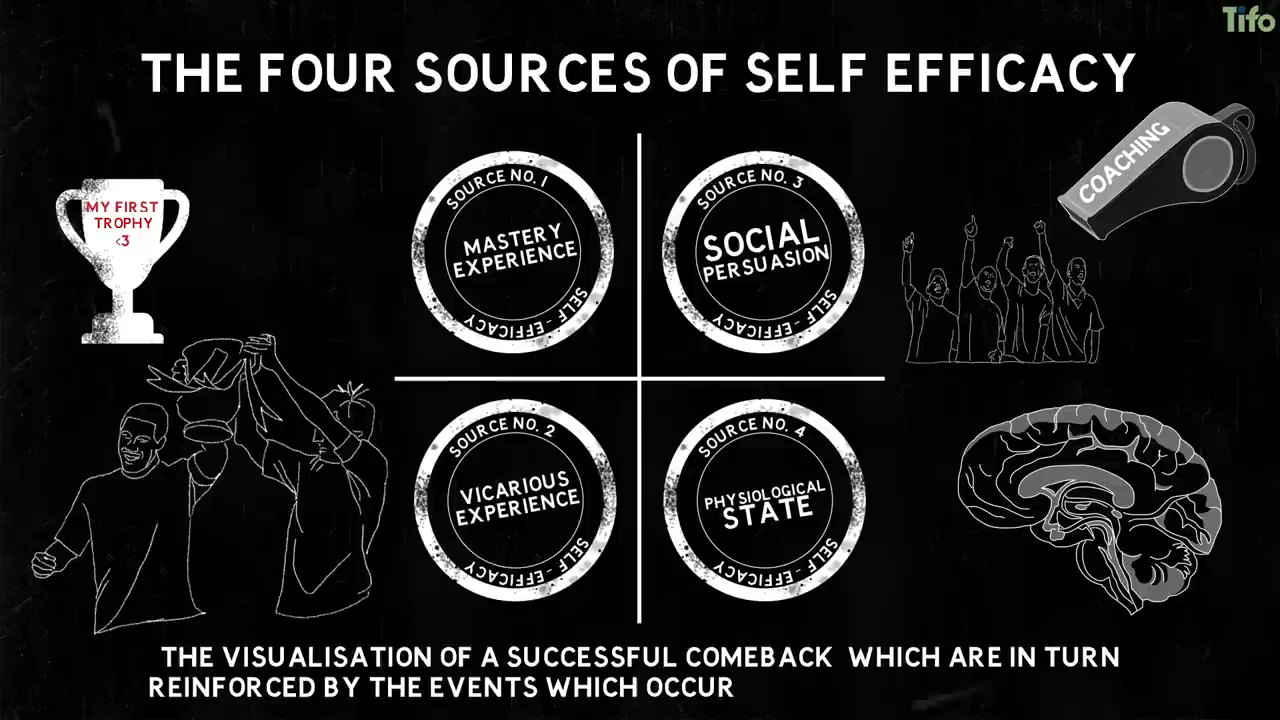 Tifo
THE FOUR SOURCES OF SELF EFFICACY
MY FIRST
TROPHY
<3
SOURCE NO. 1
MASTERY
EXPERIENCE
SELF-EFFICACY
SOURCE NO. 3
SOCIAL
PERSUASION
SELF-EFFICACY
COACHING
SOURCE NO. 2
VICARIOUS
EXPERIENCE
SELF-EFFICACY
SOURCE NO. 4
PHYSIOLOGICAL
STATE
SELF-EFFICACY
THE VISUALISATION OF A SUCCESSFUL COMEBACK WHICH ARE IN TURN
REINFORCED BY THE EVENTS WHICH OCCUR